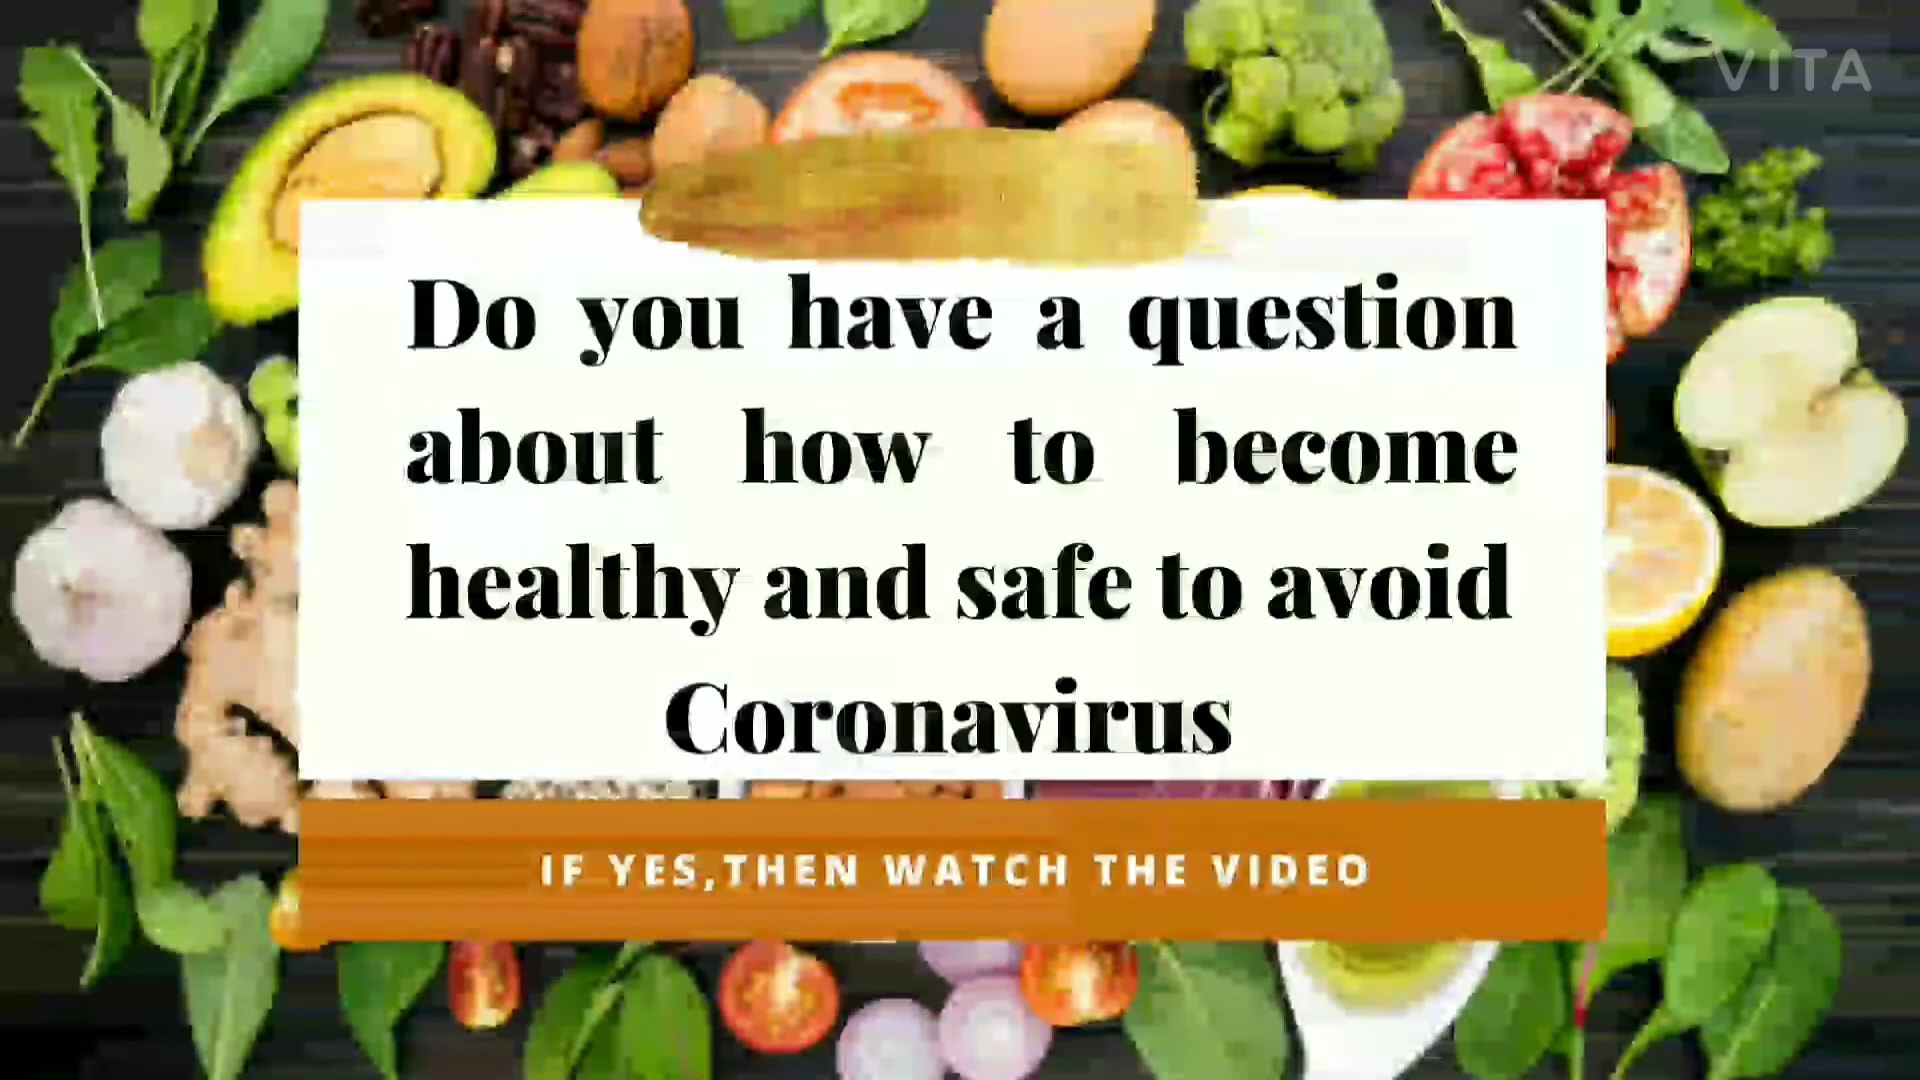 VITA
Do you have a question
about how to become
healthy and safe to avoid
Coronavirus
IF YES,THEN WATCH THE VIDEO